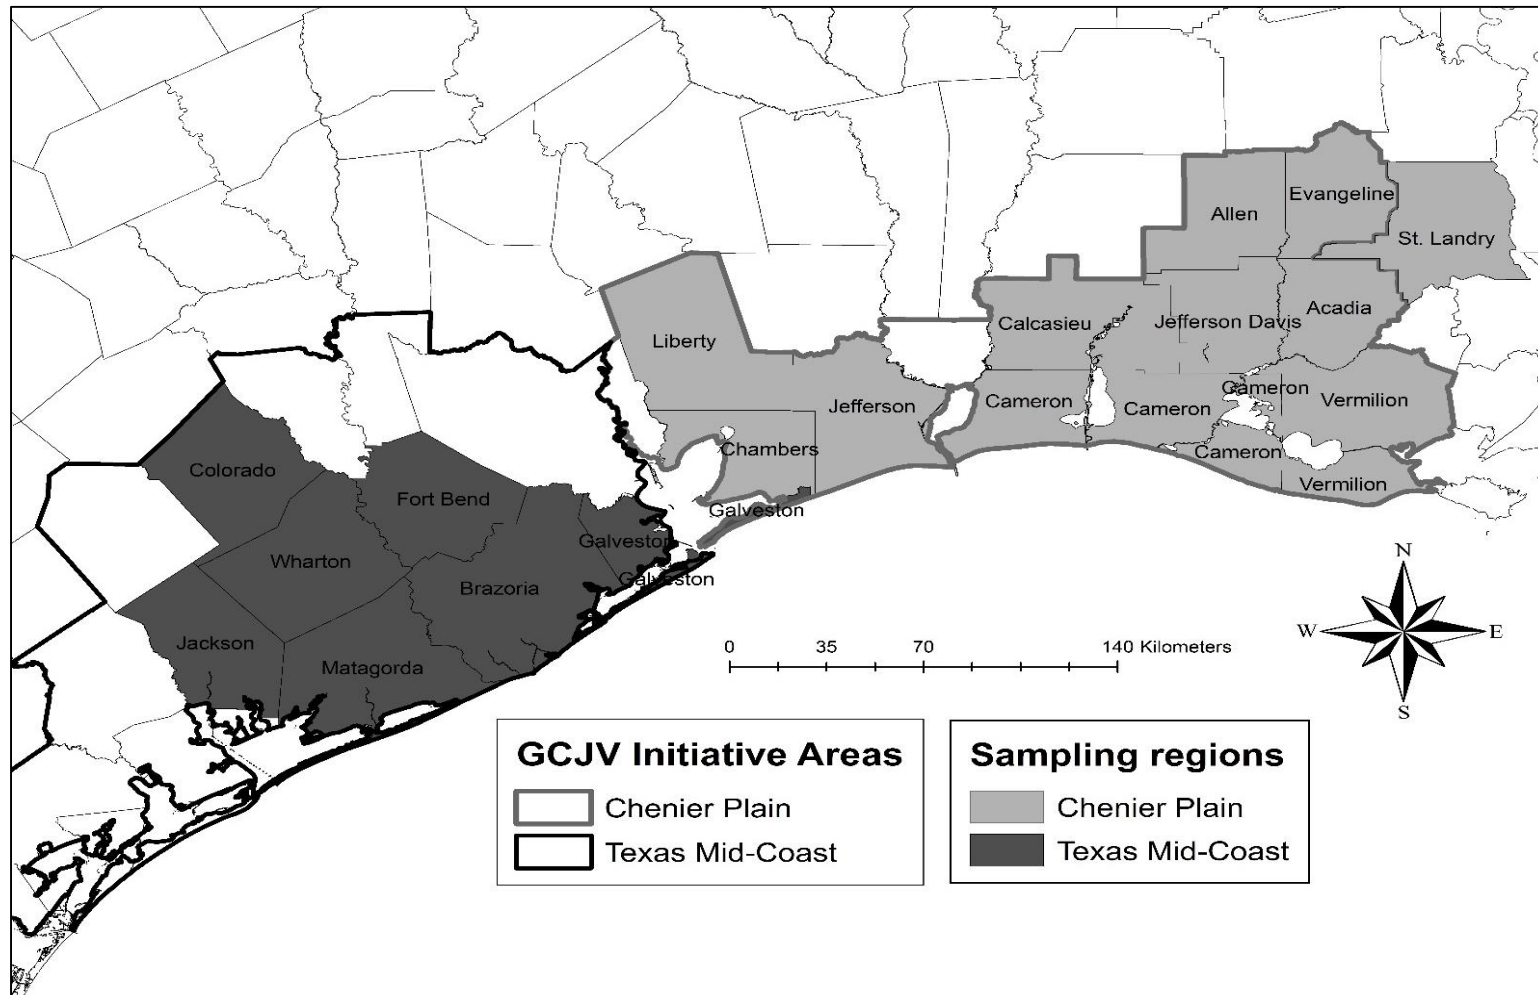 Evangeline
Allen
St. Landry
Calcasieu
Jefferson Davis
Acadia
Liberty
Cameron
Vermilion
Cameron
Jefferson
Cameron
Chambers
Cameron
Colorado
Vermilion
Fort Bend
Galveston
Galveston
Wharton
Galveston
Brazoria
Jackson
Matagorda
N
W
E
S
0 35 70 140 Kilometers
GCJV Initiative Areas
Chenier Plain
Texas Mid-Coast
Sampling regions
Chenier Plain
Texas Mid-Coast